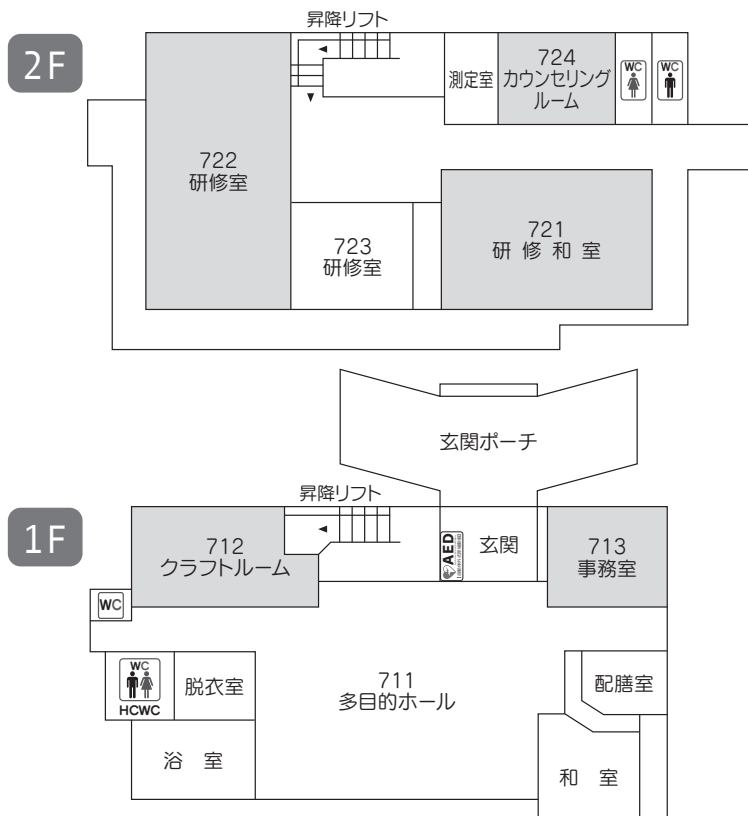 昇降リフト
2F
724
カウンセリング
ルーム
測定室
WC
WC
722
研修室
721
研修和室
723
研修室
玄関ポーチ
昇降リフト
1F
712
クラフトルーム
AED
玄関
713
事務室
WC
WC
HCWC
脱衣室
711
多目的ホール
配膳室
浴室
和室